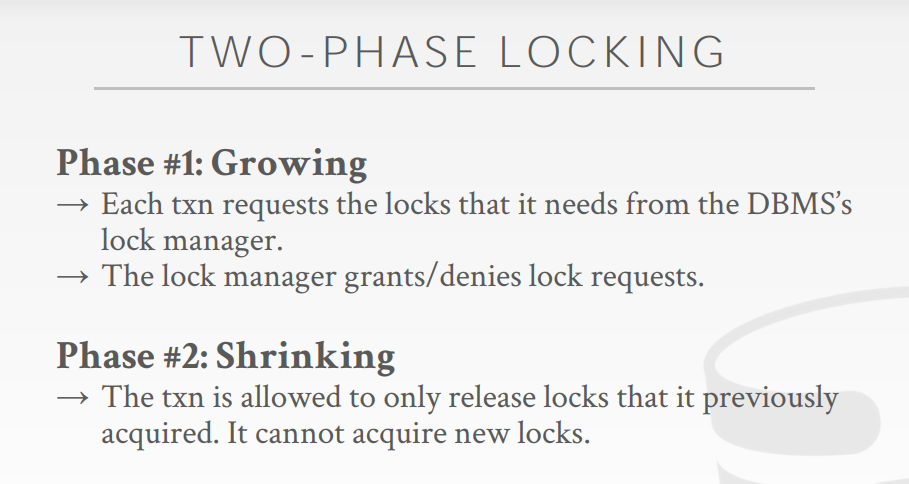 TWO-PHASE LOCKING
Phase #1: Growing
→ Each txn requests the locks that it needs from the DBMS’s
lock manager.
→ The lock manager grants/denies lock requests.
Phase #2: Shrinking
→ The txn is allowed to only release locks that it previously
acquired. It cannot acquire new locks.